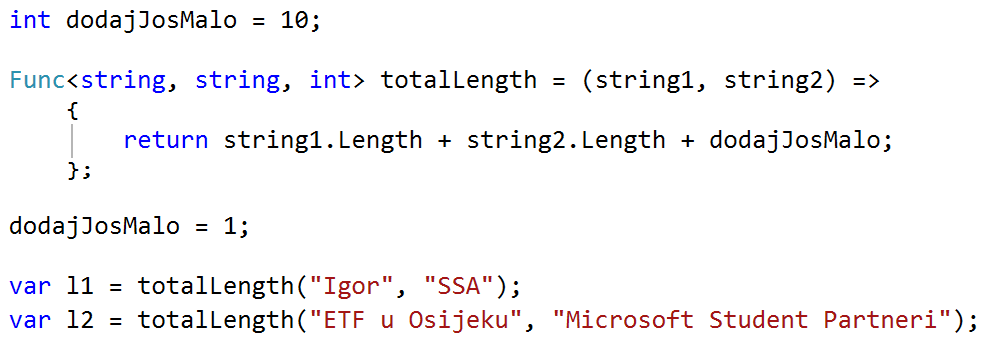 int dodajJosMalo = 10;
Func<string, string, int> totalLength = (string1, string2) =>
{
return string1.Length + string2.Length + dodajJosMalo;
};
dodajJosMalo = 1;
var l1 = totalLength("Igor", "SSA");
var l2 = totalLength("ETF u Osijeku", "Microsoft Student Partneri");